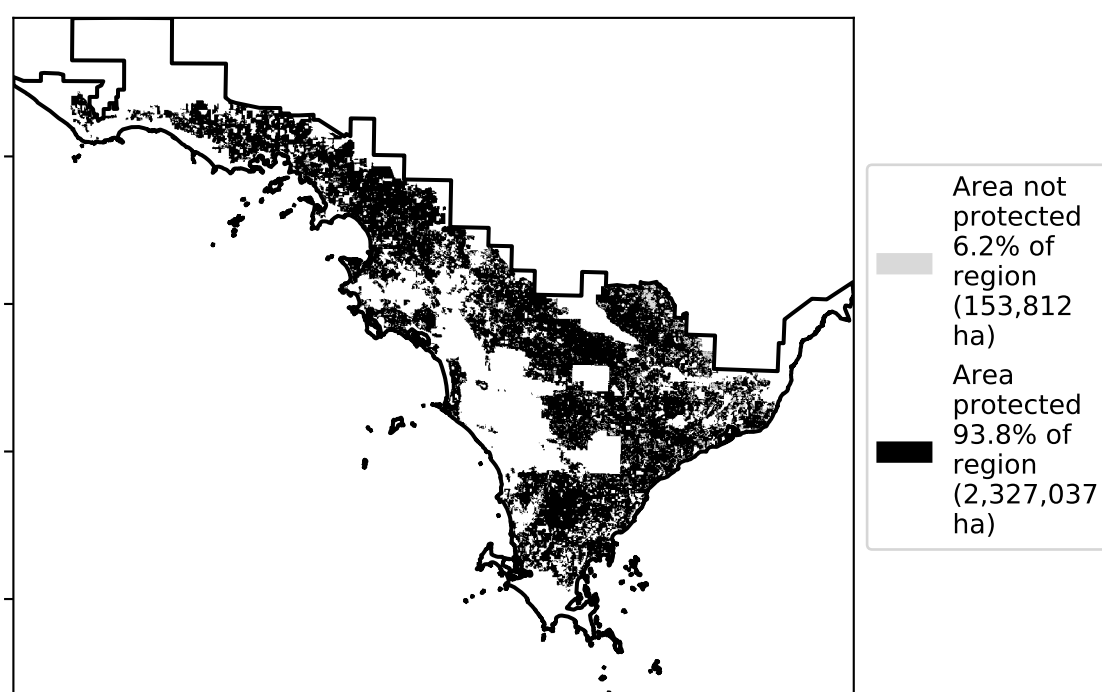 Area not
protected
6.2% of
region
(153,812
ha)
Area
protected
93.8% of
region
(2,327,037
ha)